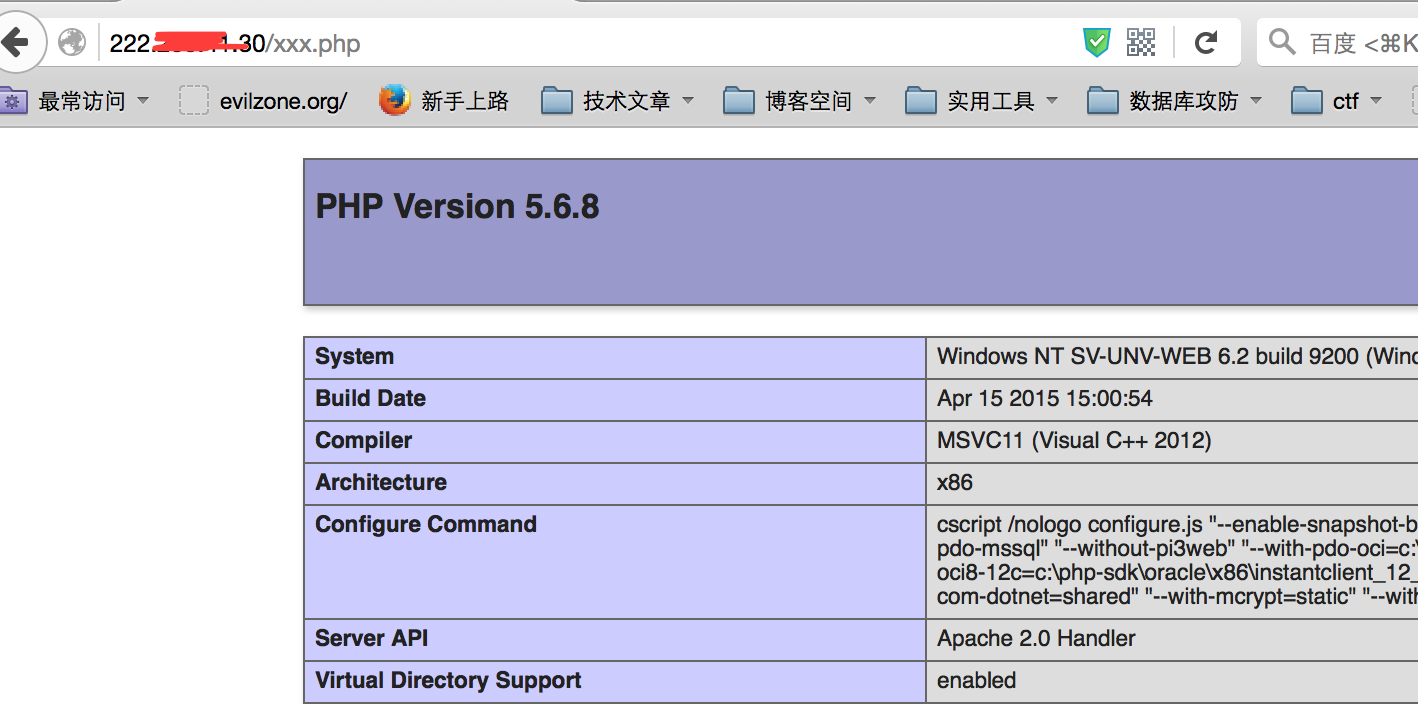 222. .30/xxx.php 百度 <⌘K
最常访问 evilzone.org/ 新手上路 技术文章 博客空间 实用工具 数据库攻防 ctf
PHP Version 5.6.8
System Windows NT SV-UNV-WEB 6.2 build 9200 (Wind
Build Date Apr 15 2015 15:00:54
Compiler MSVC11 (Visual C++ 2012)
Architecture x86
Configure Command cscript /nologo configure.js "--enable-snapshot-b
pdo-mssql" "--without-pi3web" "--with-pdo-oci=c:\
oci8-12c=c:\php-sdk\oracle\x86\instantclient_12_
com-dotnet=shared" "--with-mcrypt=static" "--with
Server API Apache 2.0 Handler
Virtual Directory Support enabled